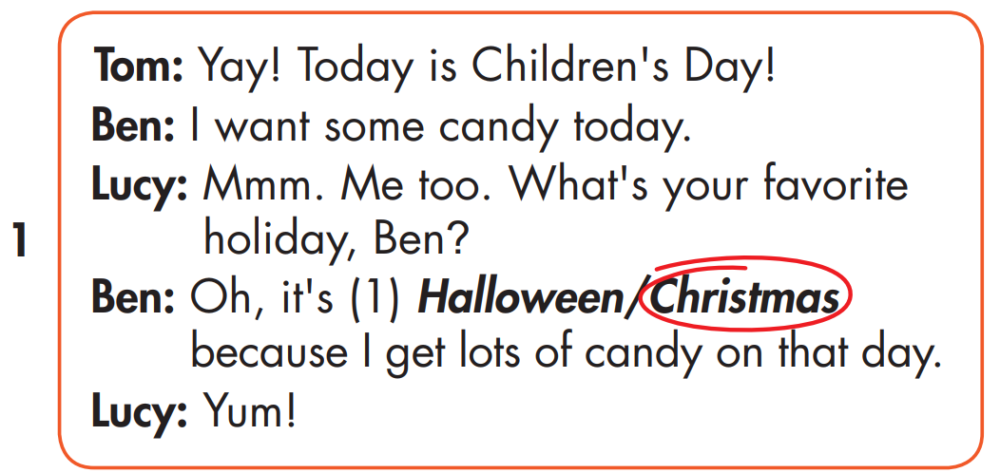 Tom: Yay! Today is Children's Day!
Ben: I want some candy today.
Lucy: Mmm. Me too. What's your favorite
1
holiday, Ben?
Ben: Oh, it's (1) Halloween/Christmas
because I get lots of candy on that day.
Lucy: Yum!